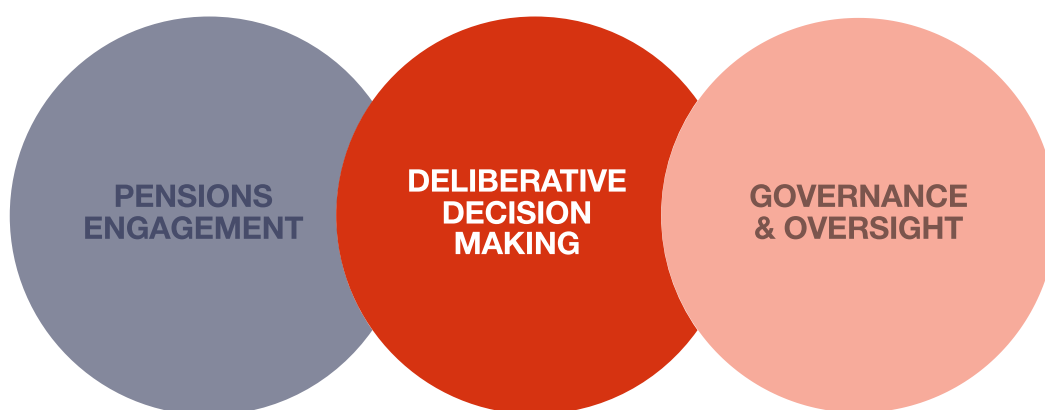 PENSIONS
ENGAGEMENT
DELIBERATIVE
DECISION
MAKING
GOVERNANCE
& OVERSIGHT